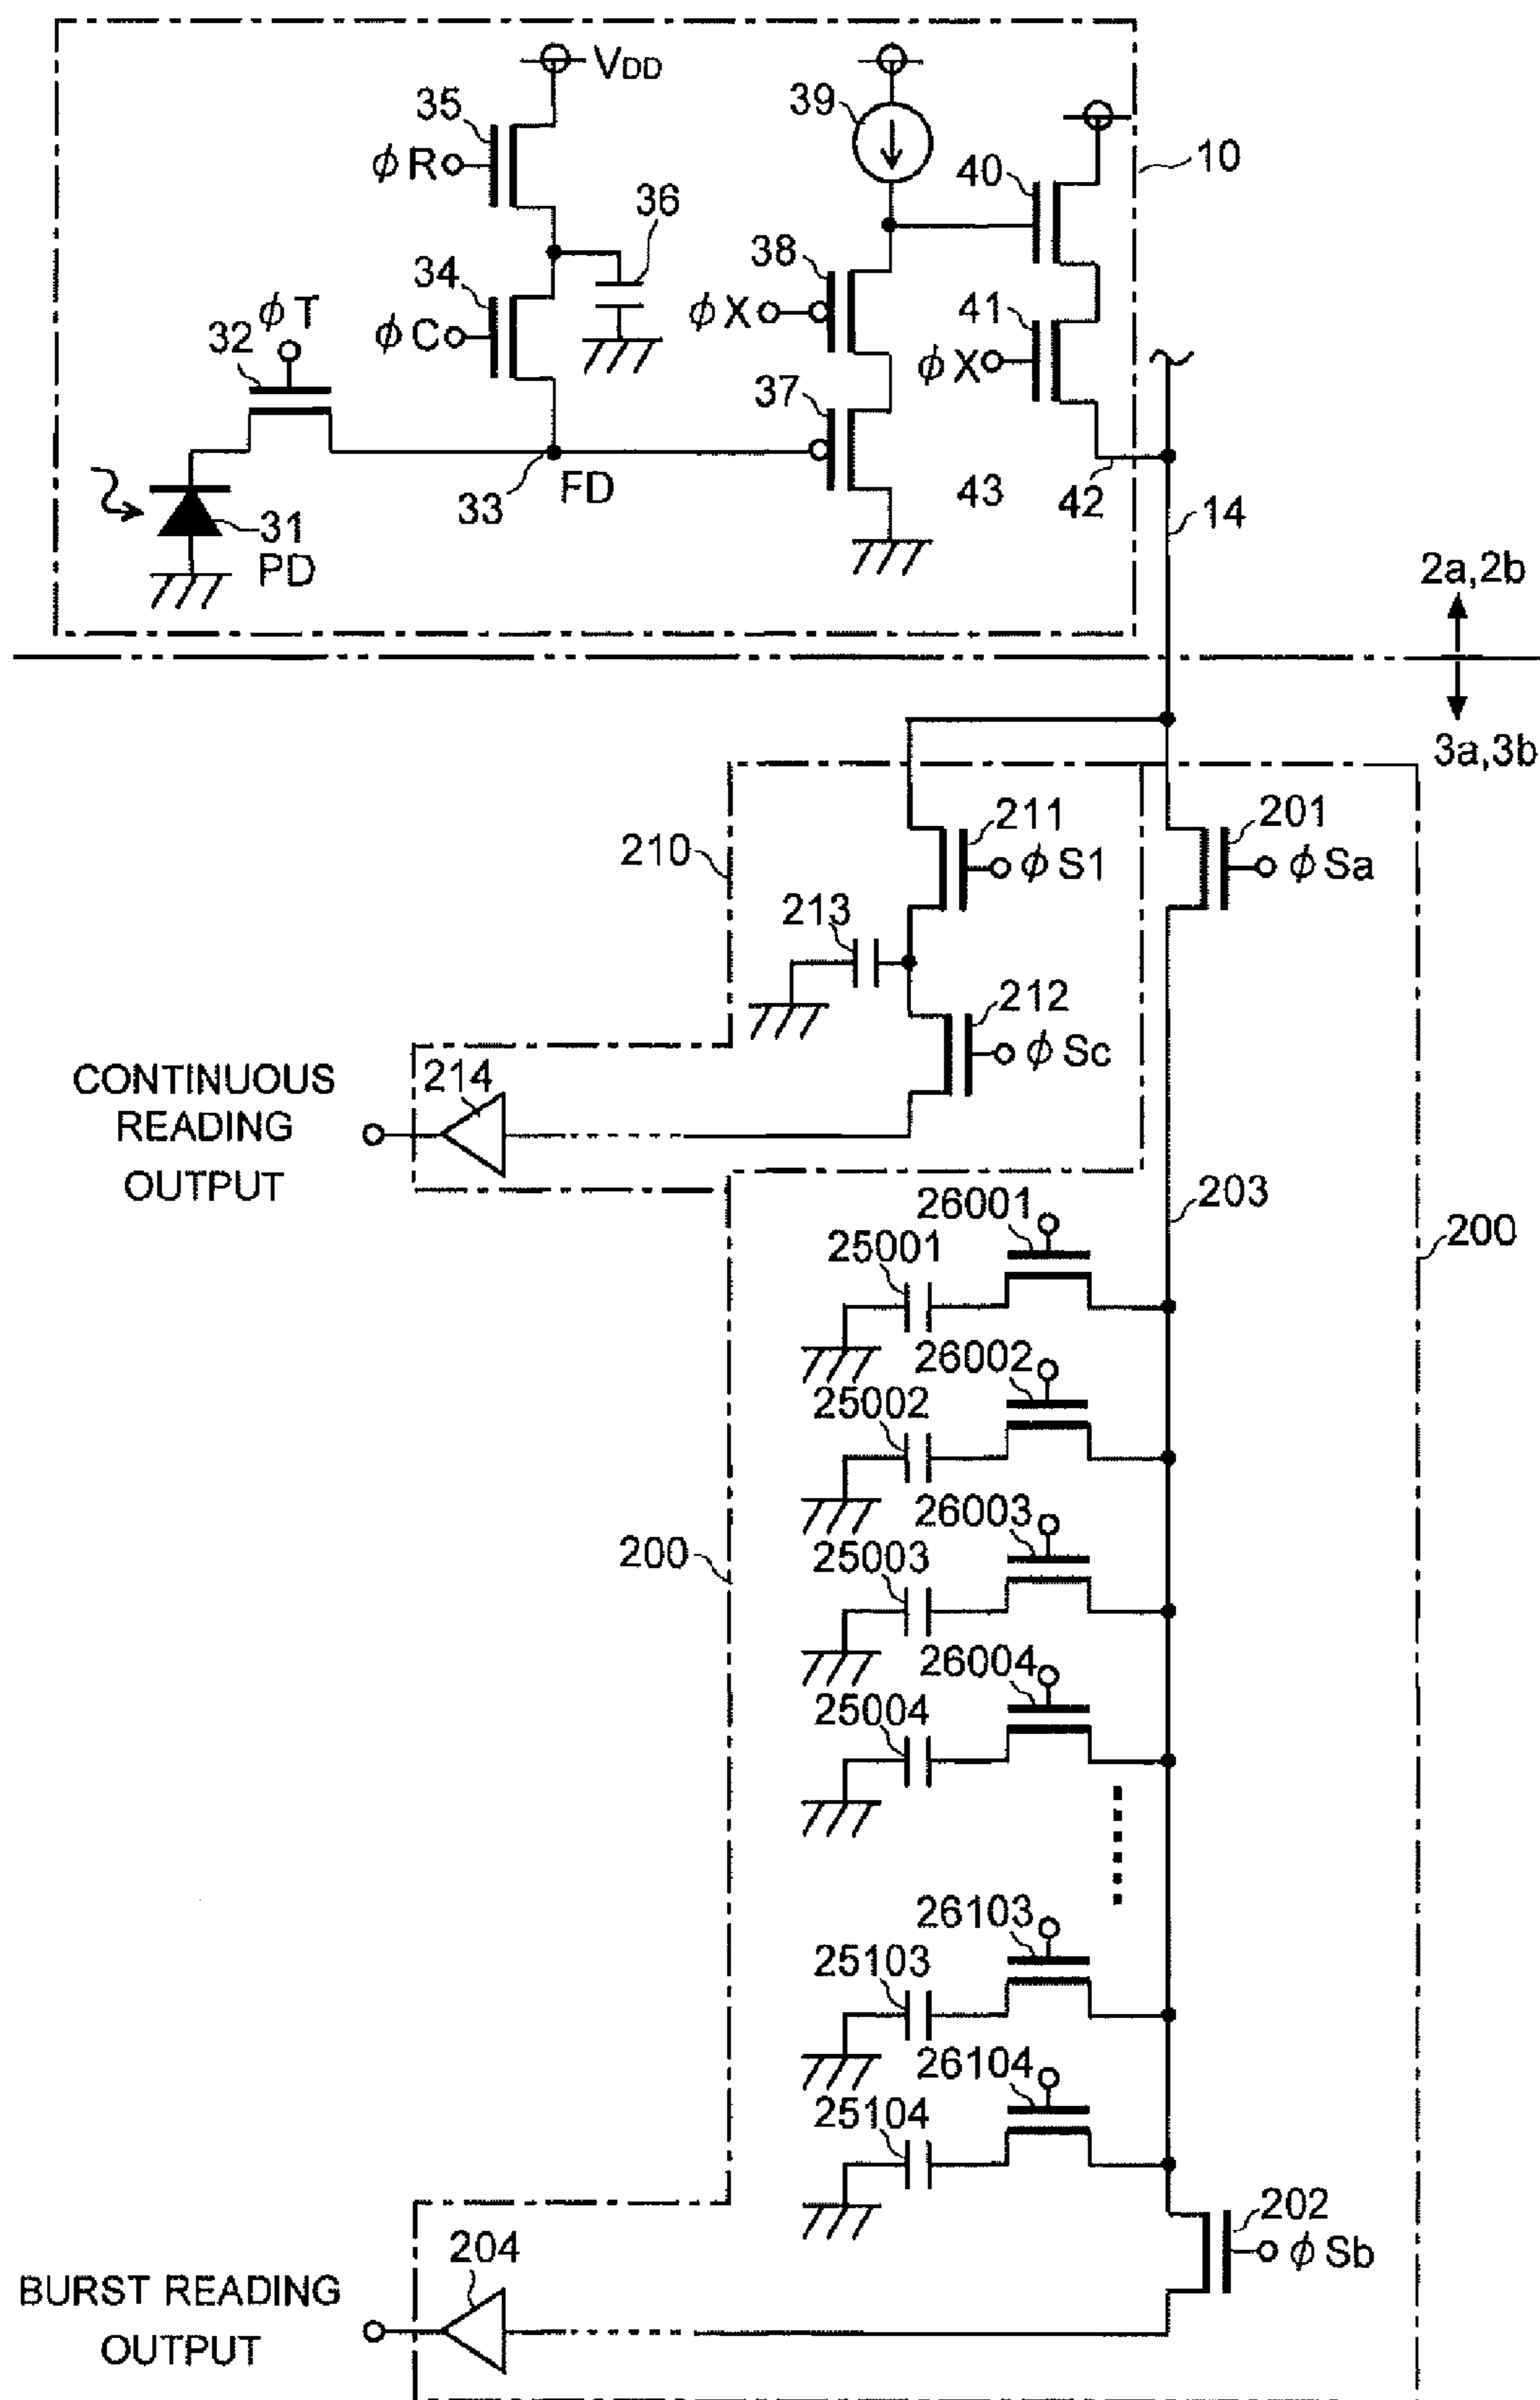 VDD
35
39
φR
40
10
36
38
34
φT
φX
41
32
φC
φX
37
33
FD
43
42
14
31
PD
2a,2b
3a,3b
211
201
210
φS1
φSa
213
212
φSc
CONTINUOUS
READING
OUTPUT
214
203
26001
200
25001
26002
25002
26003
200
25003
26004
25004
26103
25103
26104
25104
202
204
φSb
BURST READING
OUTPUT